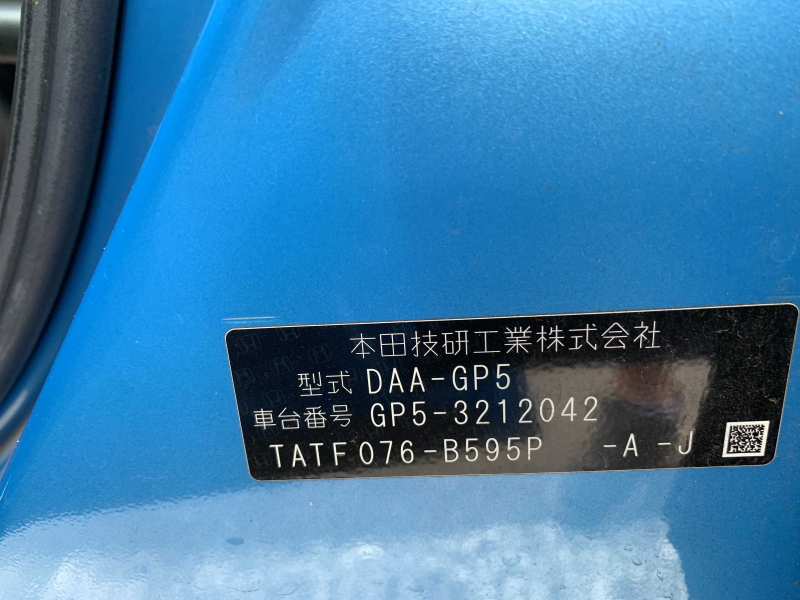 本田技研工業株式会社
型式 DAA-GP5
車台番号 GP5-3212042
TATF076-B595P -A -J